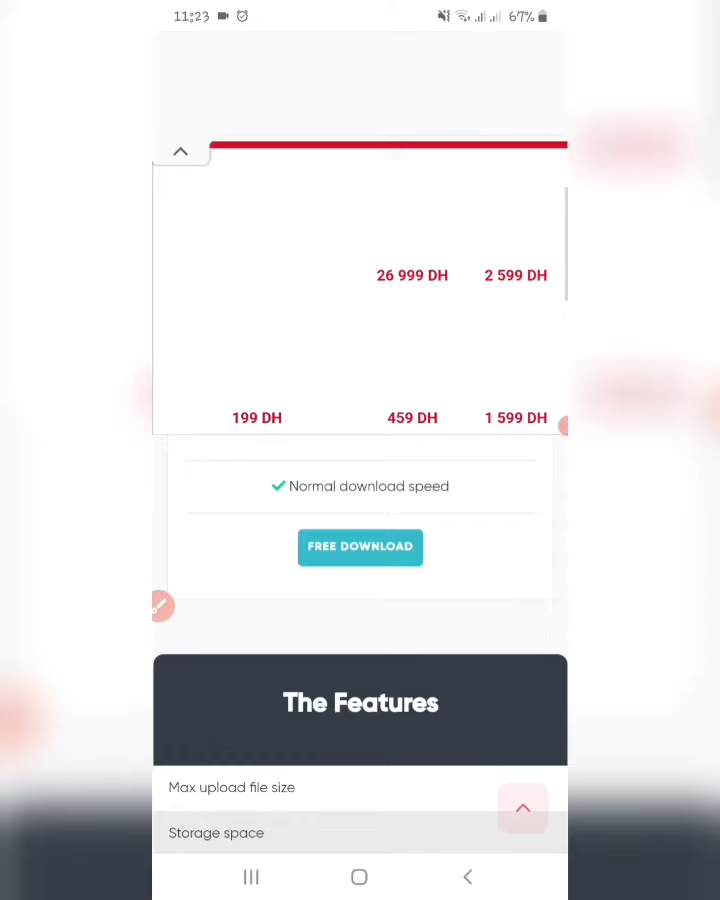 11:23 67%
26 999 DH 2 599 DH
199 DH 459 DH 1 599 DH
Normal download speed
FREE DOWNLOAD
The Features
Max upload file size
Storage space